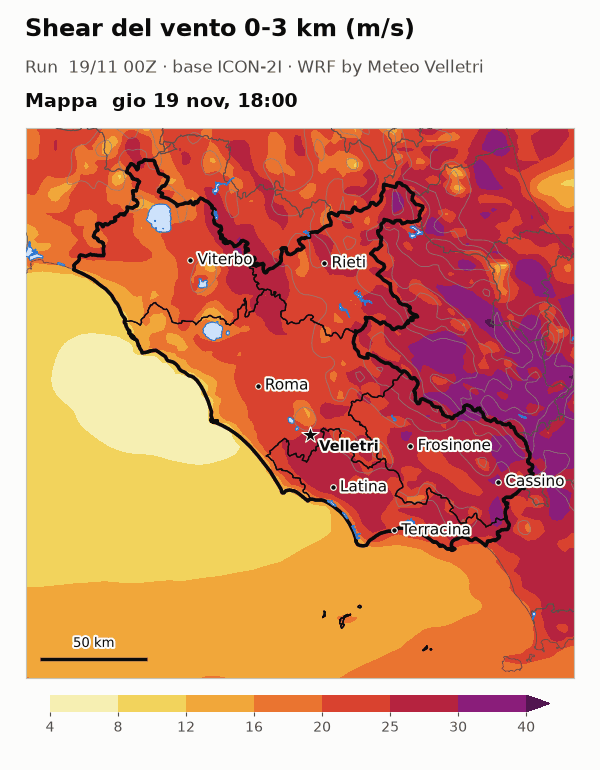 Shear del vento 0-3 km (m/s)
Run  19/11 00Z · base ICON-2I · WRF by Meteo Velletri
Mappa  gio 19 nov, 18:00
Viterbo
Rieti
Roma
Velletri
Frosinone
Latina
Cassino
Terracina
50 km
4 8 12 16 20 25 30 40